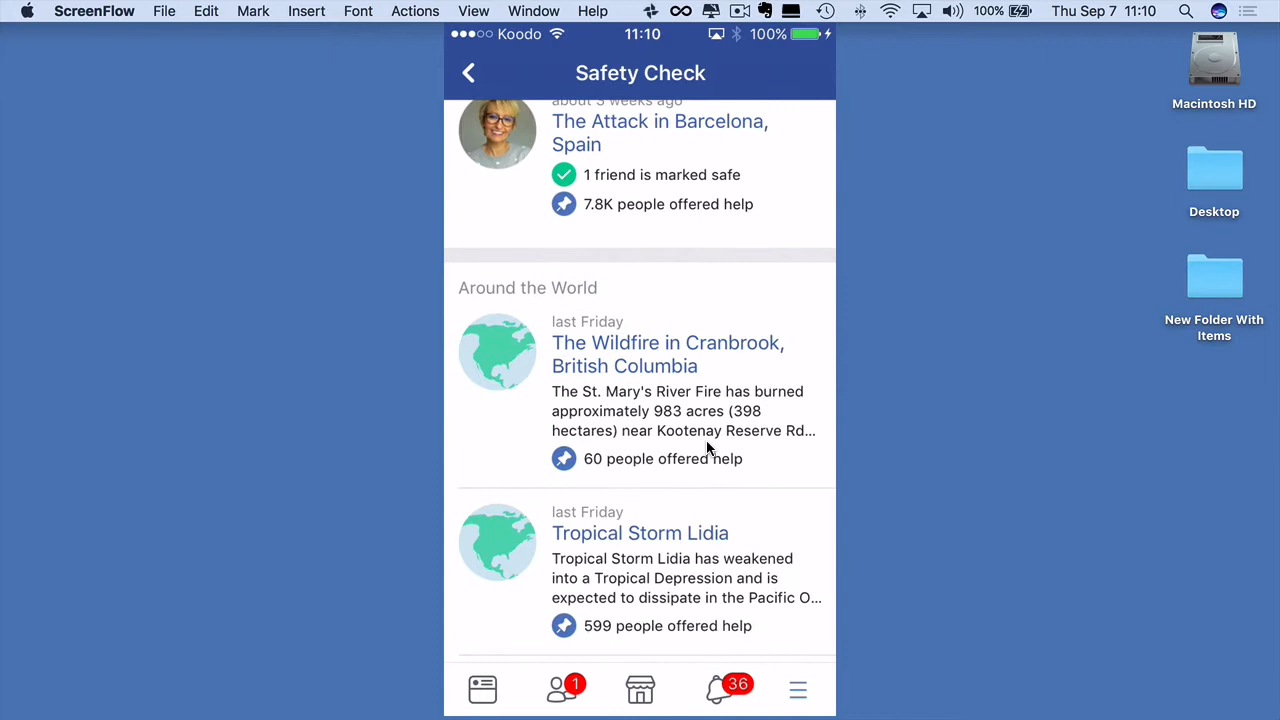 ScreenFlow File Edit Mark Insert Font Actions View Window Help 100% Thu Sep 7 11:10
Koodo 11:10 100%
Safety Check
about 3 weeks ago
The Attack in Barcelona,
Spain
1 friend is marked safe
7.8K people offered help
Around the World
last Friday
The Wildfire in Cranbrook,
British Columbia
The St. Mary's River Fire has burned
approximately 983 acres (398
hectares) near Kootenay Reserve Rd...
60 people offered help
last Friday
Tropical Storm Lidia
Tropical Storm Lidia has weakened
into a Tropical Depression and is
expected to dissipate in the Pacific O...
599 people offered help
1
36
Macintosh HD
Desktop
New Folder With
Items